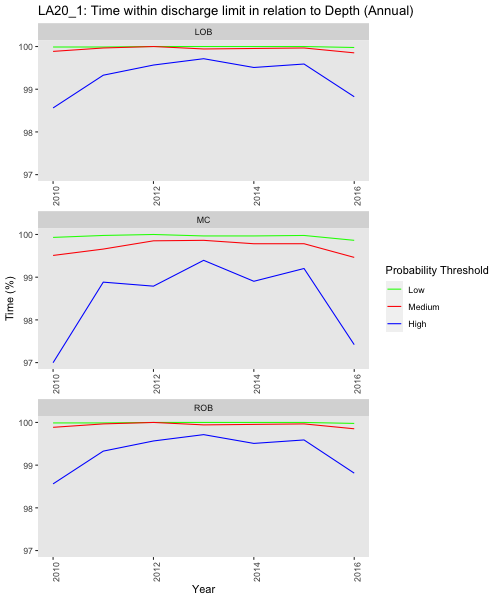 LA20_1: Time within discharge limit in relation to Depth (Annual)
LOB
100
99
98
97
2010
2012
2014
2016
MC
100
99
98
97
2010
2012
2014
2016
ROB
100
99
98
97
2010
2012
2014
2016
Time (%)
Year
Probability Threshold
Low
Medium
High